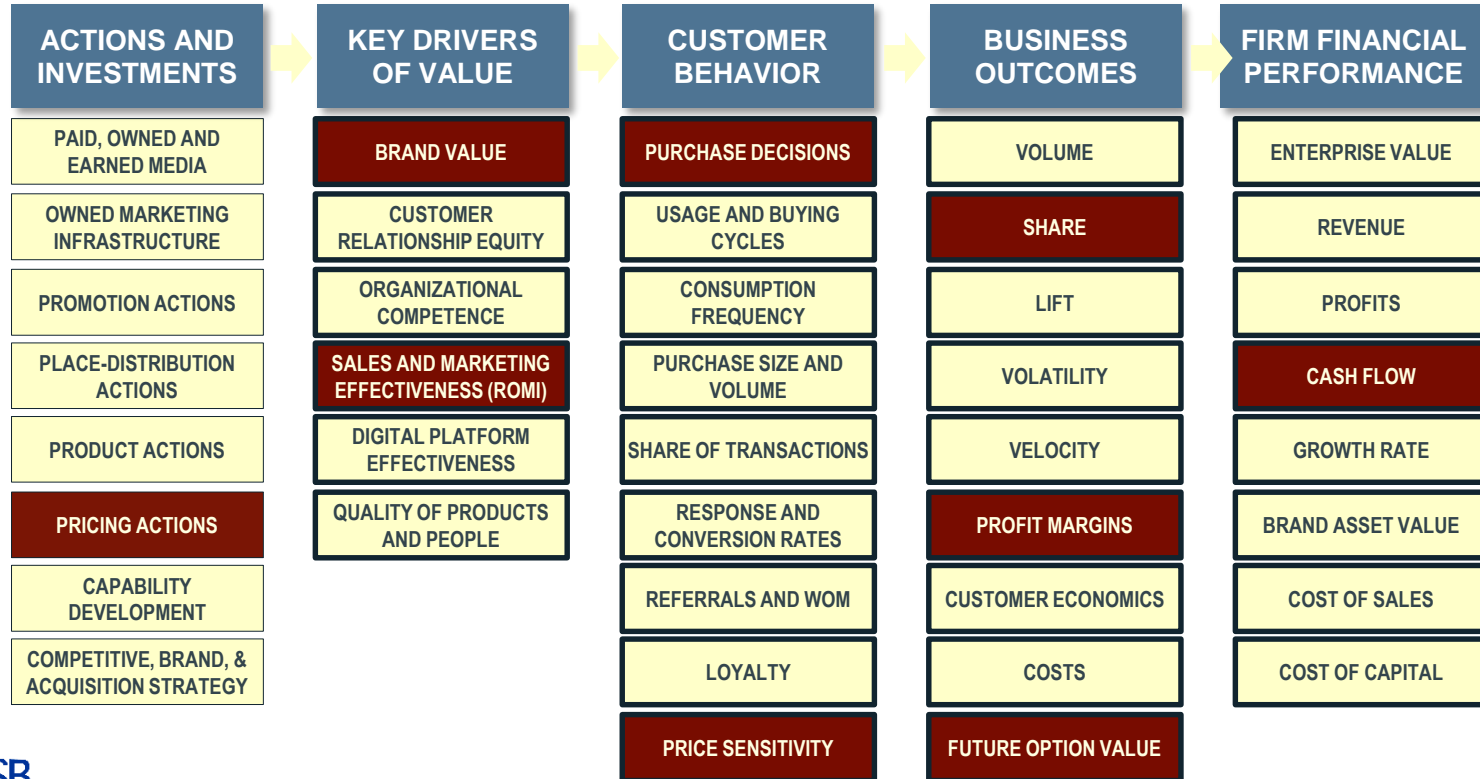 ACTIONS AND
INVESTMENTS
PAID, OWNED AND
EARNED MEDIA
OWNED MARKETING
INFRASTRUCTURE
PROMOTION ACTIONS
PLACE-DISTRIBUTION
ACTIONS
PRODUCT ACTIONS
PRICING ACTIONS
CAPABILITY
DEVELOPMENT
COMPETITIVE, BRAND, &
ACQUISITION STRATEGY
KEY DRIVERS
OF VALUE
BRAND VALUE
CUSTOMER
RELATIONSHIP EQUITY
ORGANIZATIONAL
COMPETENCE
SALES AND MARKETING
EFFECTIVENESS (ROMI)
DIGITAL PLATFORM
EFFECTIVENESS
QUALITY OF PRODUCTS
AND PEOPLE
CUSTOMER
BEHAVIOR
PURCHASE DECISIONS
USAGE AND BUYING
CYCLES
CONSUMPTION
FREQUENCY
PURCHASE SIZE AND
VOLUME
SHARE OF TRANSACTIONS
RESPONSE AND
CONVERSION RATES
REFERRALS AND WOM
LOYALTY
PRICE SENSITIVITY
BUSINESS
OUTCOMES
VOLUME
SHARE
LIFT
VOLATILITY
VELOCITY
PROFIT MARGINS
CUSTOMER ECONOMICS
COSTS
FUTURE OPTION VALUE
FIRM FINANCIAL
PERFORMANCE
ENTERPRISE VALUE
REVENUE
PROFITS
CASH FLOW
GROWTH RATE
BRAND ASSET VALUE
COST OF SALES
COST OF CAPITAL